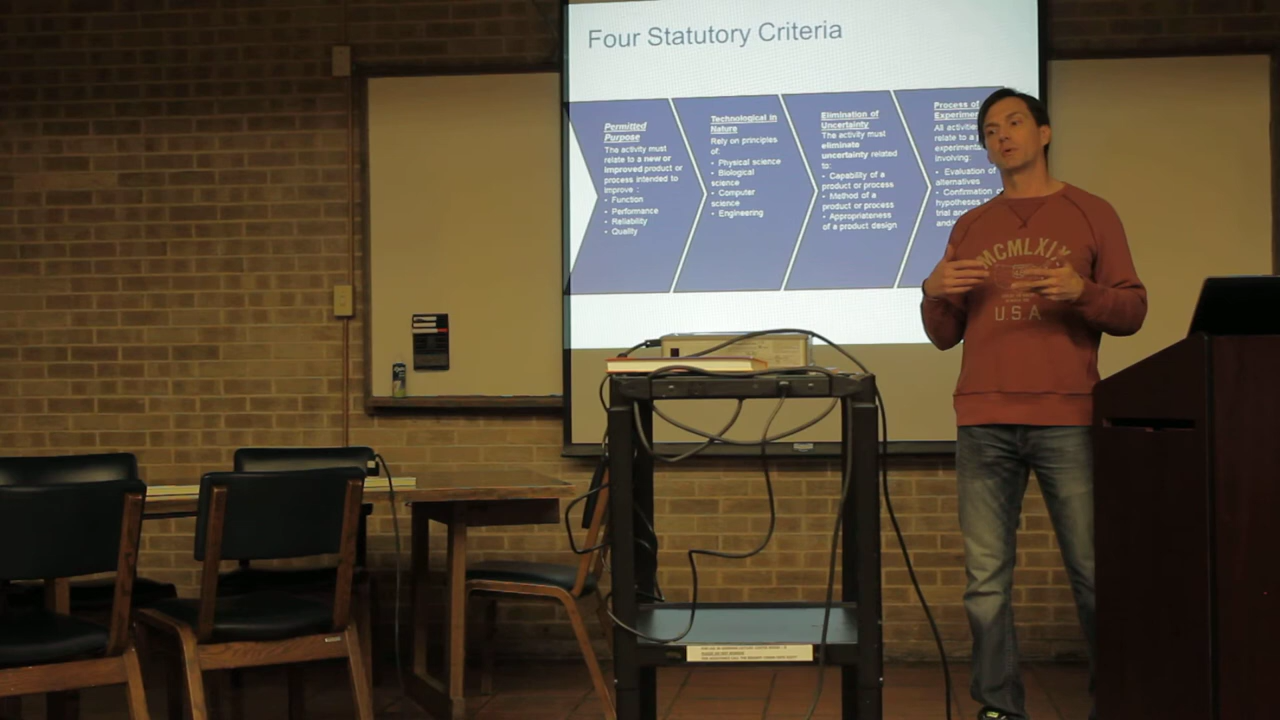 Four Statutory Criteria
Permitted
Purpose
The activity must
relate to a new or
improved product or
process intended to
improve :
• Function
• Performance
• Reliability
• Quality
Technological in
Nature
Rely on principles
of:
• Physical science
• Biological
science
• Computer
science
• Engineering
Elimination of
Uncertainty
The activity must
eliminate
uncertainty related
to:
• Capability of a
product or process
• Method of a
product or process
• Appropriateness
of a product design
Process of
All activities
relate to a
involving:
• Evaluation of
alternatives
• Confirmation
hypotheses
trial
MCMLXIX
U.S.A.